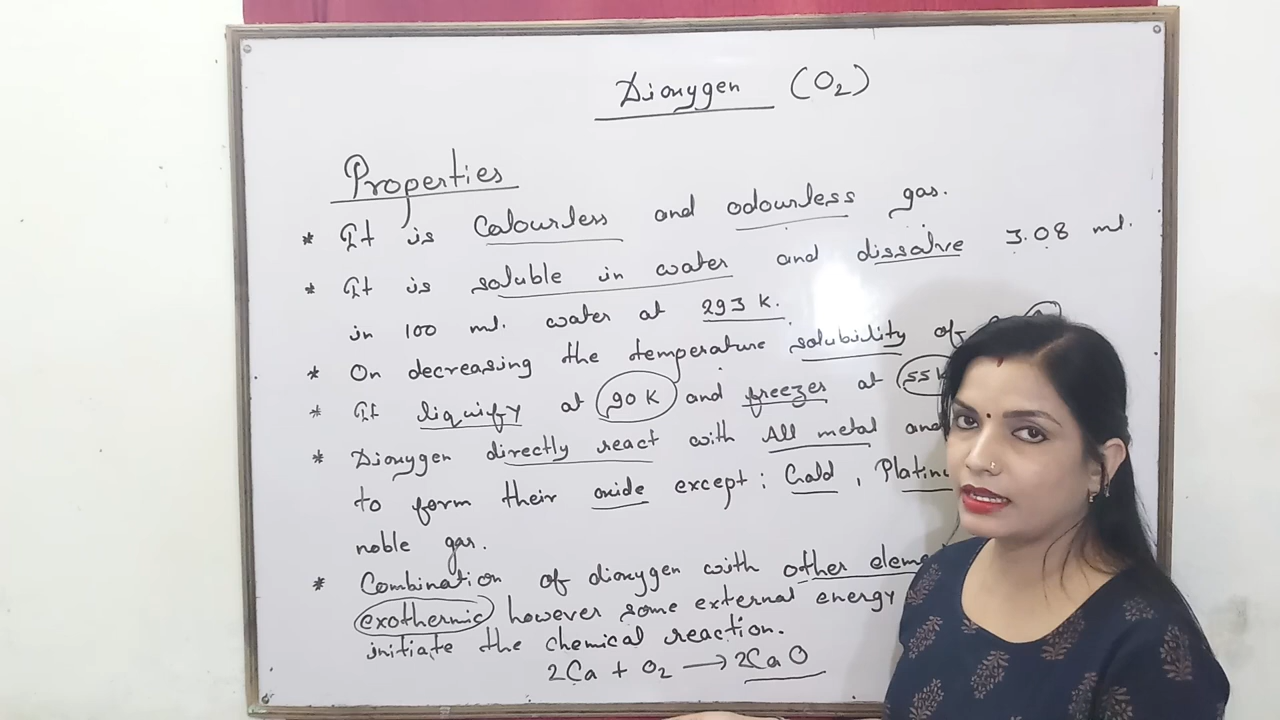 Dioxygen (O2)
Properties
* It is Colourless and odourless gas.
* It is soluble in water and dissolve 3.08 ml.
in 100 ml. water at 293 K.
* On decreasing the temperature solubility of
* It liquify at 90 K and freezes at 55 K
* Dioxygen directly react with All metal and
to form their oxide except : Gold , Platinu
noble gas.
* Combination of dioxygen with other eleme
exothermic however some external energy
initiate the chemical reaction.
2Ca + O2 → 2CaO